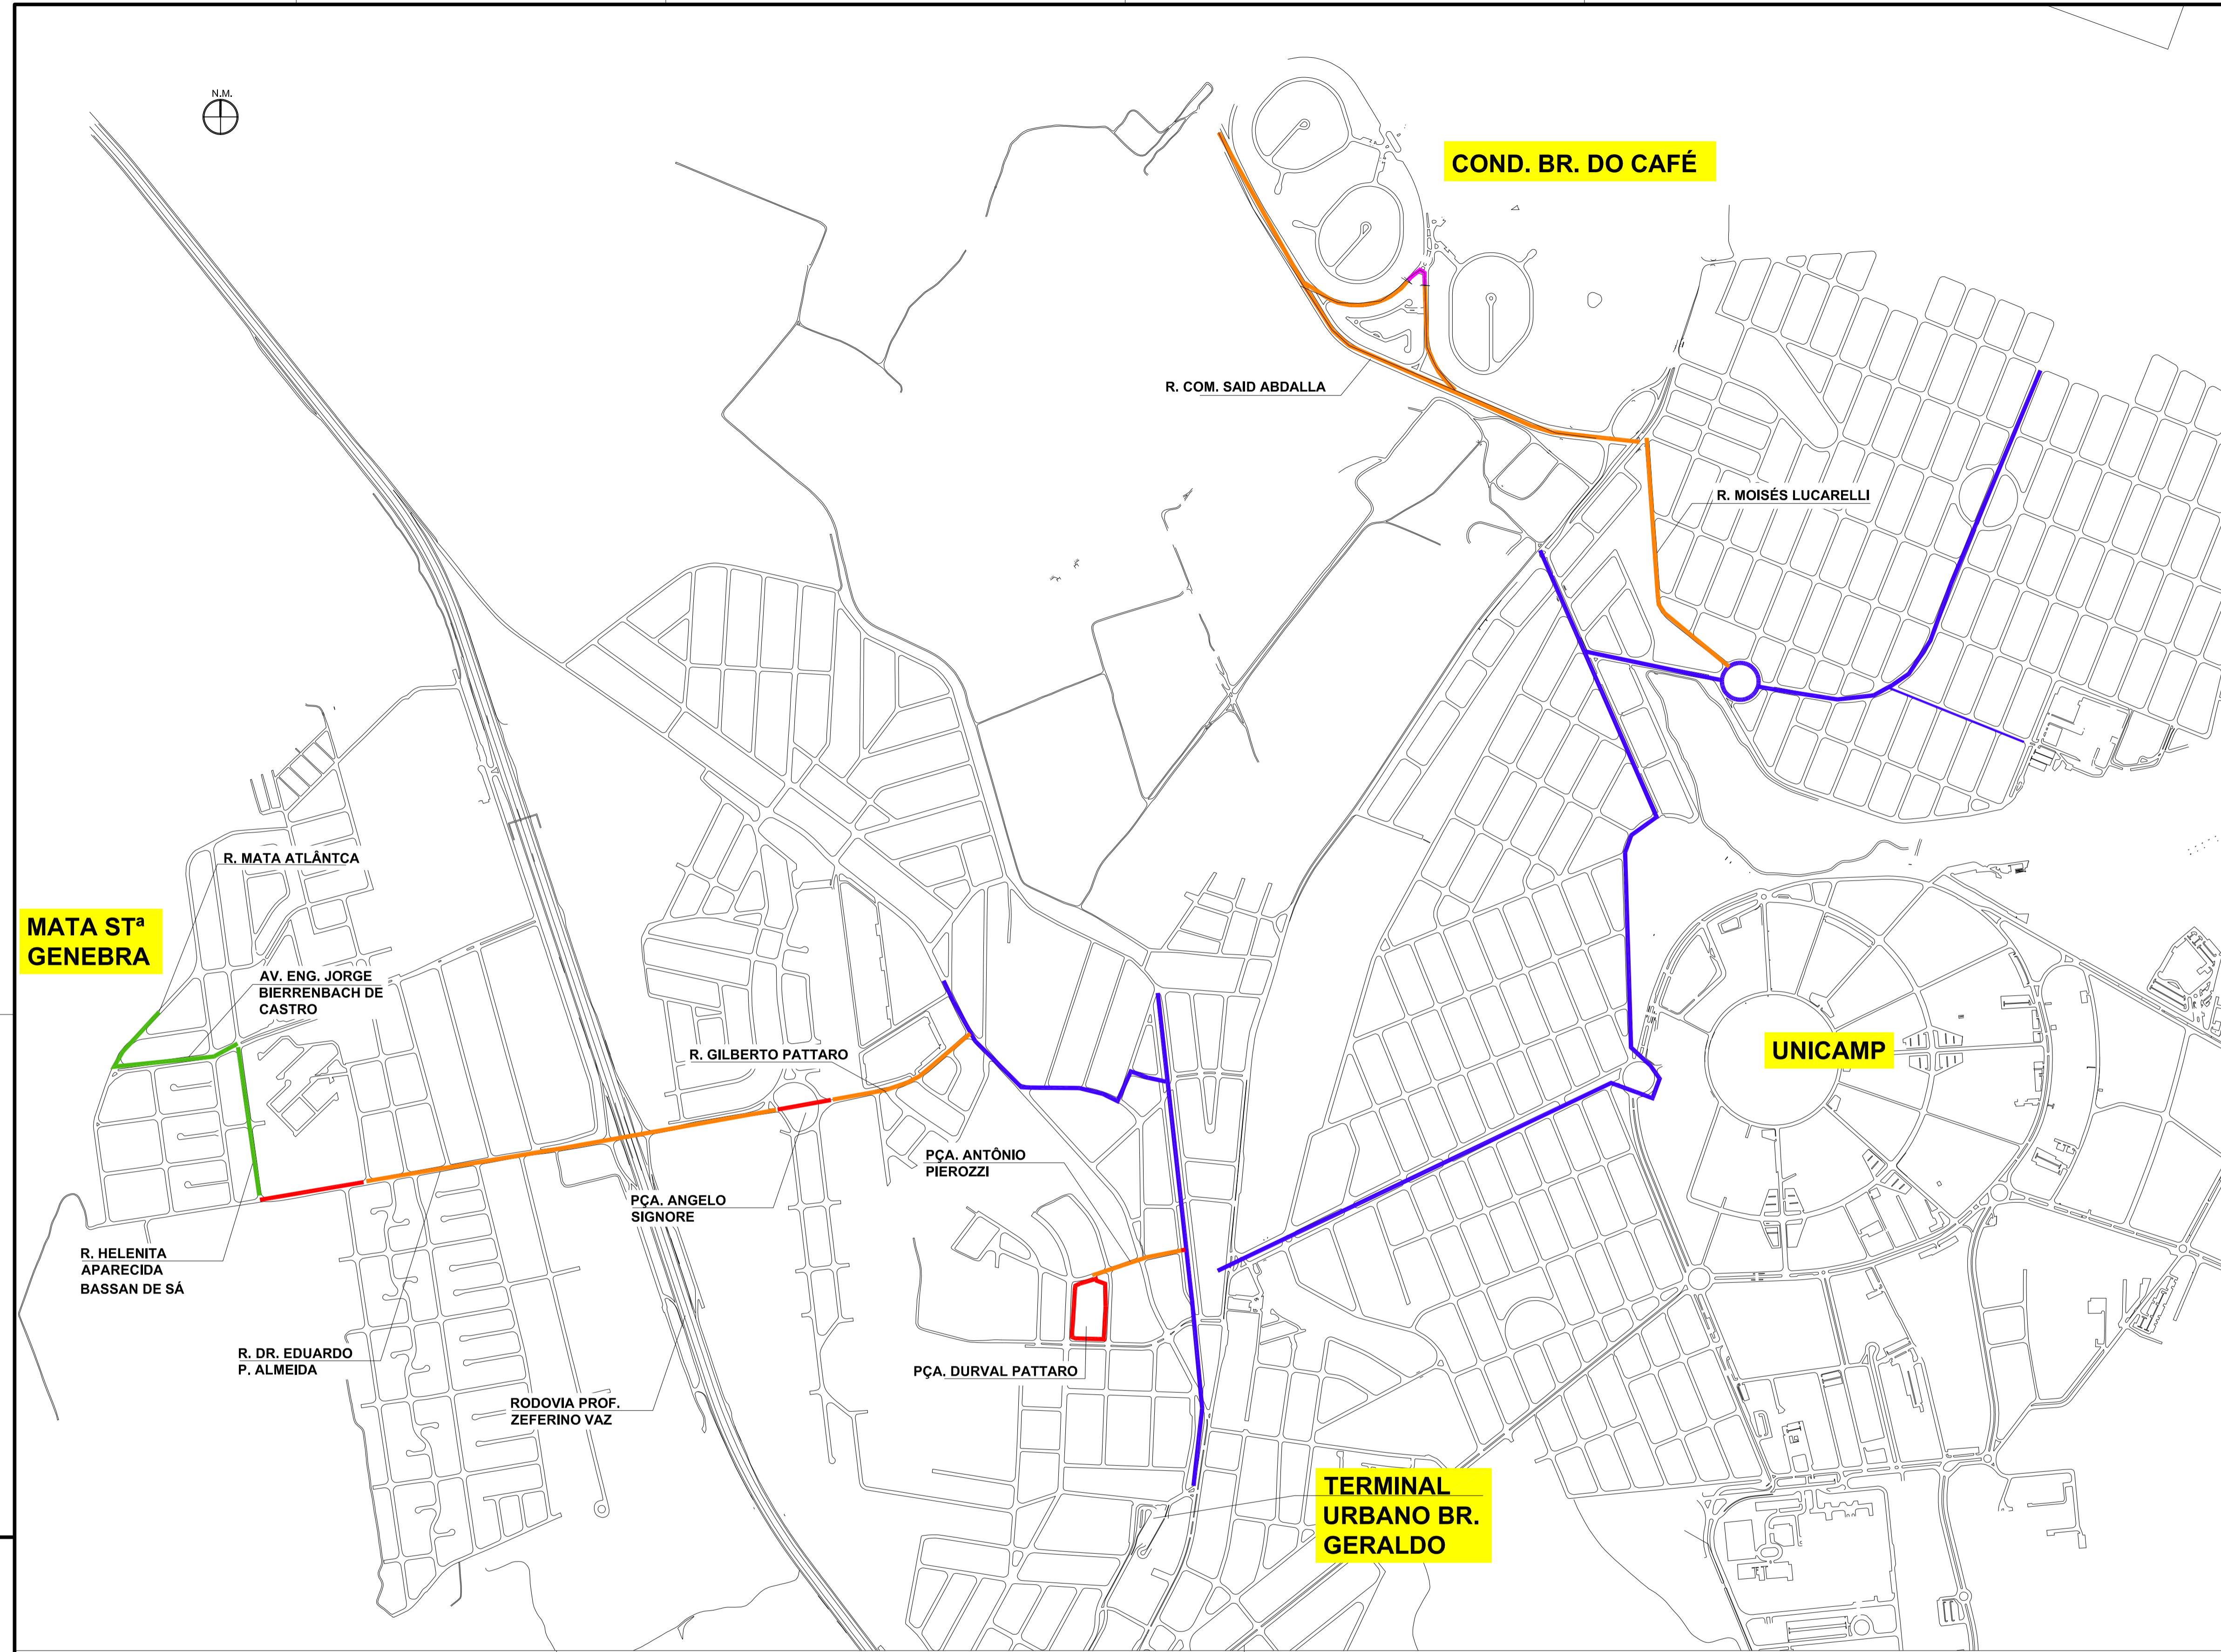 N.M.
COND. BR. DO CAFÉ
R. COM. SAID ABDALLA
R. MOISÉS LUCARELLI
R. MATA ATLÂNTCA
MATA STª
GENEBRA
AV. ENG. JORGE
BIERRENBACH DE
CASTRO
R. GILBERTO PATTARO
UNICAMP
PÇA. ANTÔNIO
PIEROZZI
PÇA. ANGELO
SIGNORE
R. HELENITA
APARECIDA
BASSAN DE SÁ
R. DR. EDUARDO
P. ALMEIDA
PÇA. DURVAL PATTARO
RODOVIA PROF.
ZEFERINO VAZ
TERMINAL
URBANO BR.
GERALDO